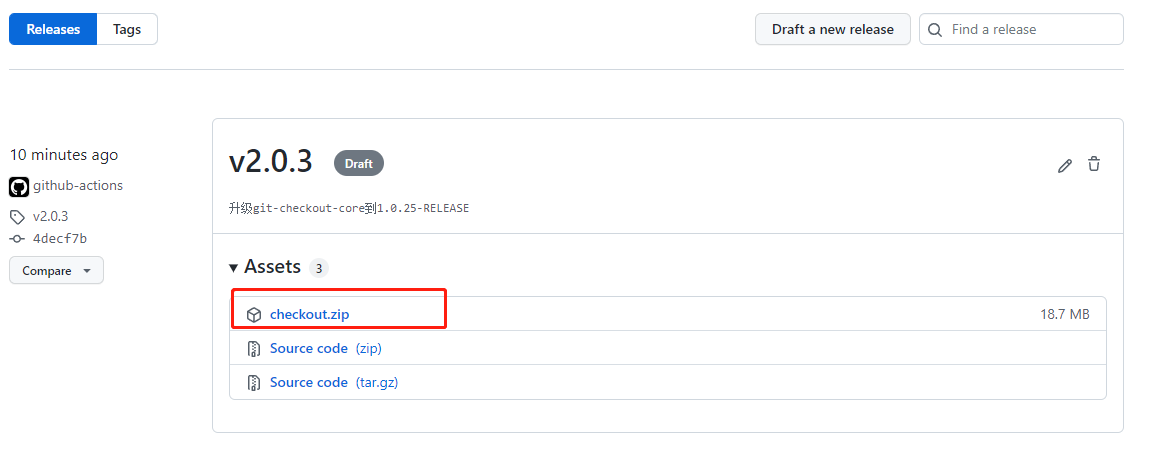 Releases Tags Draft a new release Find a release
10 minutes ago
github-actions
v2.0.3
4decf7b
Compare
v2.0.3 Draft
升级git-checkout-core到1.0.25-RELEASE
Assets 3
checkout.zip 18.7 MB
Source code (zip)
Source code (tar.gz)